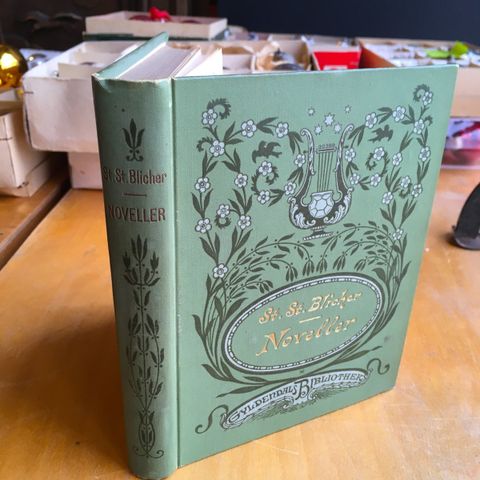 St. St. Blicher
NOVELLER
St. St. Blicher
Noveller
GYLDENDALS BIBLIOTHEK